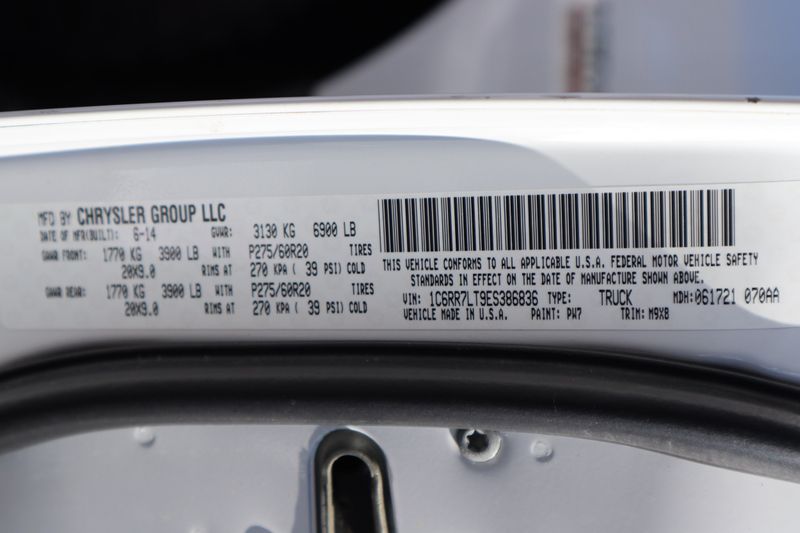 MFD BY CHRYSLER GROUP LLC
DATE OF MFR(BUILT): 6-14 GVWR: 3130 KG 6900 LB
GAWR FRONT: 1770 KG 3900 LB WITH P275/60R20 TIRES
20X9.0 RIMS AT 270 KPA ( 39 PSI) COLD
GAWR REAR: 1770 KG 3900 LB WITH P275/60R20 TIRES
20X9.0 RIMS AT 270 KPA ( 39 PSI) COLD
THIS VEHICLE CONFORMS TO ALL APPLICABLE U.S.A. FEDERAL MOTOR VEHICLE SAFETY
STANDARDS IN EFFECT ON THE DATE OF MANUFACTURE SHOWN ABOVE.
VIN: 1C6RR7LT9ES386836 TYPE: TRUCK MDH:061721 070AA
VEHICLE MADE IN U.S.A. PAINT: PW7 TRIM: M9X8